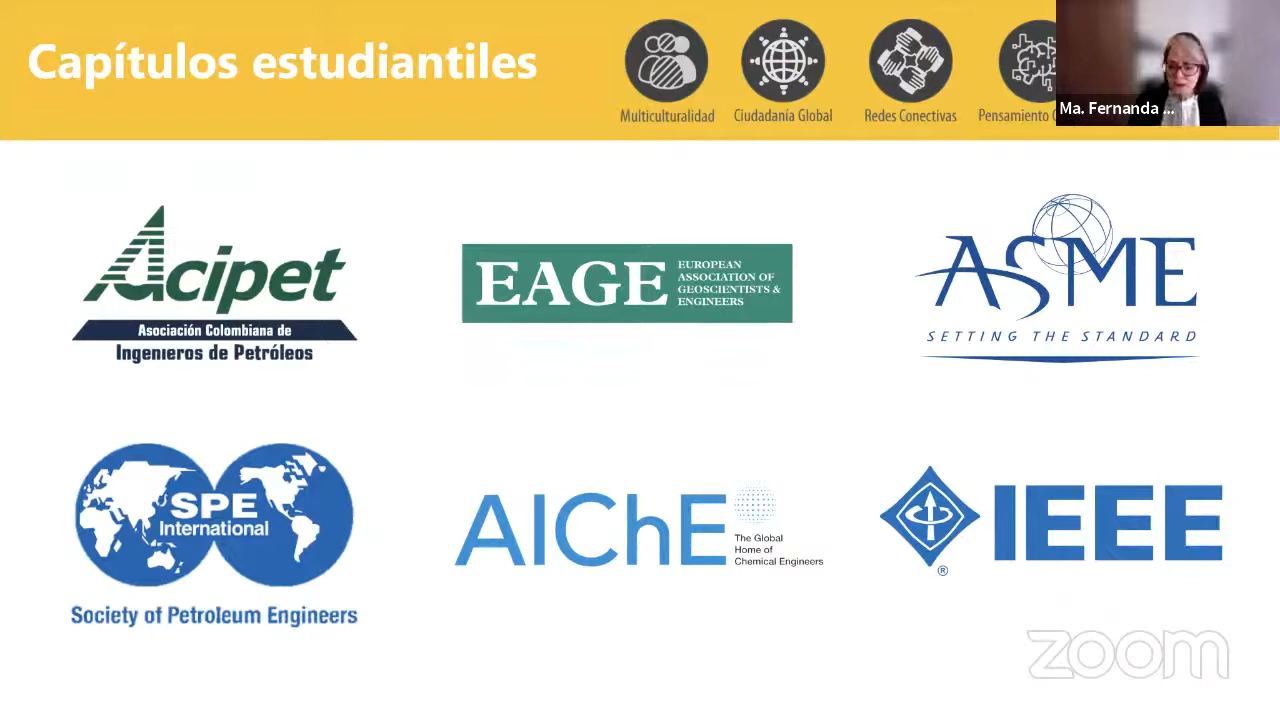 Capítulos estudiantiles
Multiculturalidad
Ciudadanía Global
Redes Conectivas
Pensamiento
Ma. Fernanda ...
Acipet
Asociación Colombiana de
Ingenieros de Petróleos
EAGE
EUROPEAN
ASSOCIATION OF
GEOSCIENTISTS &
ENGINEERS
ASME
SETTING THE STANDARD
SPE
International
Society of Petroleum Engineers
AIChE
The Global
Home of
Chemical Engineers
IEEE
®
zoom